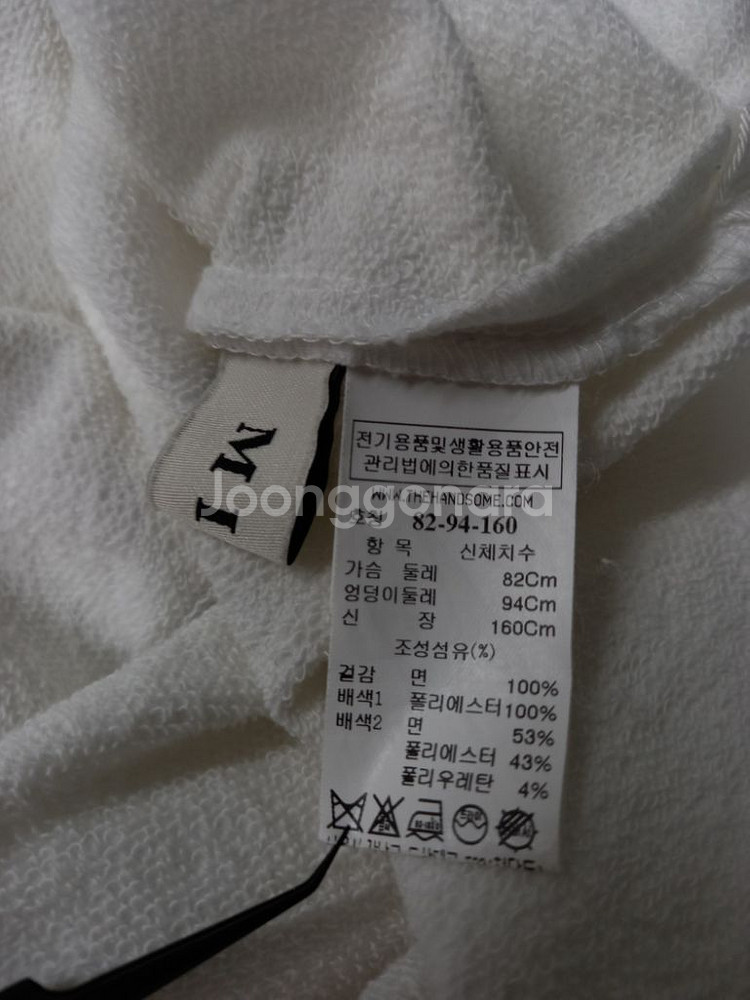 전기용품및생활용품안전
관리법에의한품질표시
WWW.THEHANDSOME.COM
호칭 82-94-160
항 목 신체치수
가슴 둘레 82Cm
엉덩이둘레 94Cm
신 장 160Cm
조성섬유(%)
겉감 면 100%
배색1 폴리에스터 100%
배색2 면 53%
폴리에스터 43%
폴리우레탄 4%
MI
Joonggonara